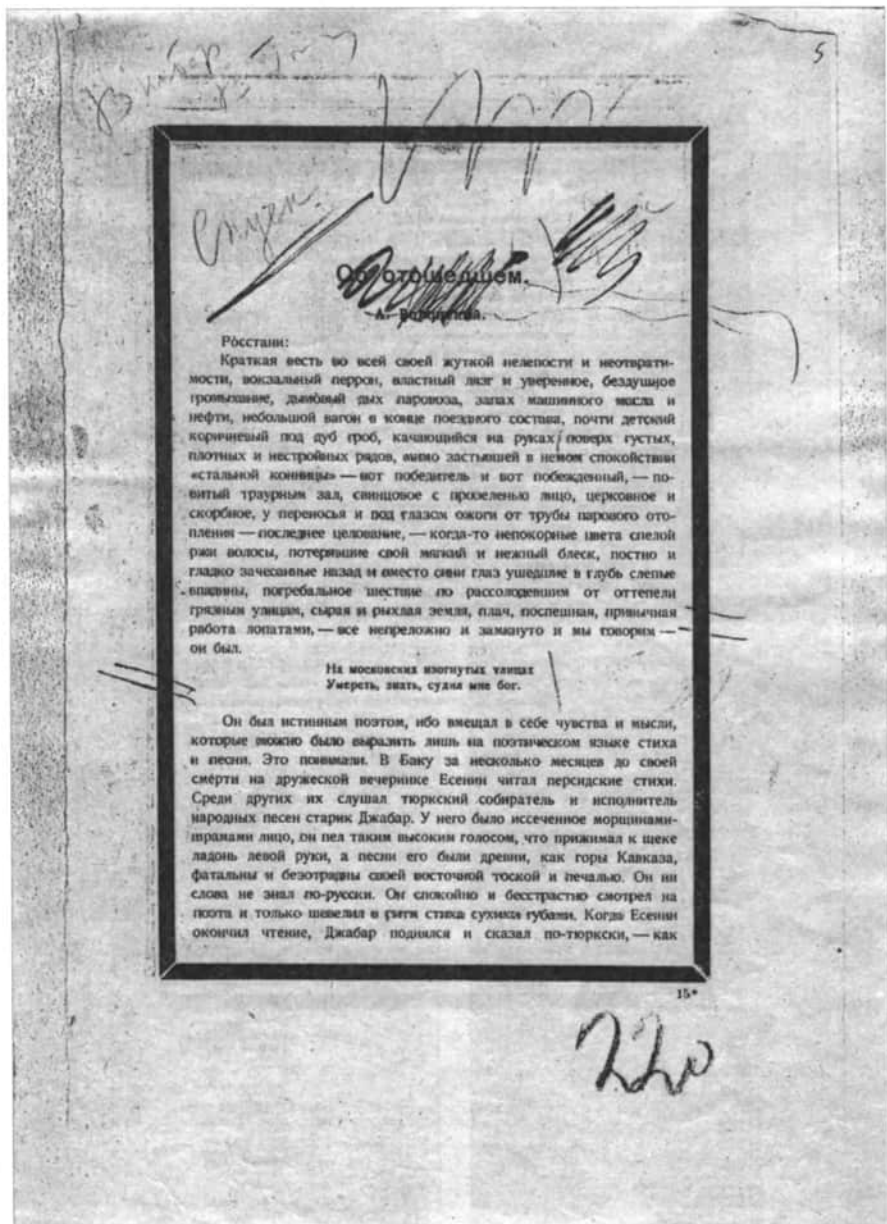 5
Об отошедшем.
А. Воронский.
Ро́сстани:
Краткая весть во всей своей жуткой нелепости и неотврати-
мости, вокзальный перрон, властный лязг и уверенное, бездушное
громыхание, дымовый дых паровоза, запах машинного масла и
нефти, небольшой вагон в конце поездного состава, почти детский
коричневый под дуб гроб, качающийся на руках поверх густых,
плотных и нестройных рядов, мимо застывшей в немом спокойствии
«стальной конницы» — вот победитель и вот побежденный, — по-
витый траурным зал, свинцовое с прозеленью лицо, церковное и
скорбное, у переносья и под глазом ожоги от трубы парового ото-
пления — последнее целование, — когда-то непокорные цвета спелой
ржи волосы, потерявшие свой мягкий и нежный блеск, постно и
гладко зачесанные назад и вместо сини глаз ушедшие в глубь слепые
впадины, погребальное шествие по рассолодевшим от оттепели
грязным улицам, сырая и рыхлая земля, плач, поспешная, привычная
работа лопатами, — все непреложно и замкнуто и мы говорим —
он был.
На московских изогнутых улицах
Умереть, знать, судил мне бог.
Он был истинным поэтом, ибо вмещал в себе чувства и мысли,
которые можно было выразить лишь на поэтическом языке стиха
и песни. Это понимали. В Баку за несколько месяцев до своей
смерти на дружеской вечеринке Есенин читал персидские стихи.
Среди других их слушал тюркский собиратель и исполнитель
народных песен старик Джабар. У него было иссеченное морщинами-
шрамами лицо, он пел таким высоким голосом, что прижимал к щеке
ладонь левой руки, а песни его были древни, как горы Кавказа,
фатальны и безотрадны своей восточной тоской и печалью. Он ни
слова не знал по-русски. Он спокойно и бесстрастно смотрел на
поэта и только шевелил в ритм стиха сухими губами. Когда Есенин
окончил чтение, Джабар поднялся и сказал по-тюркски, — как
15*
220